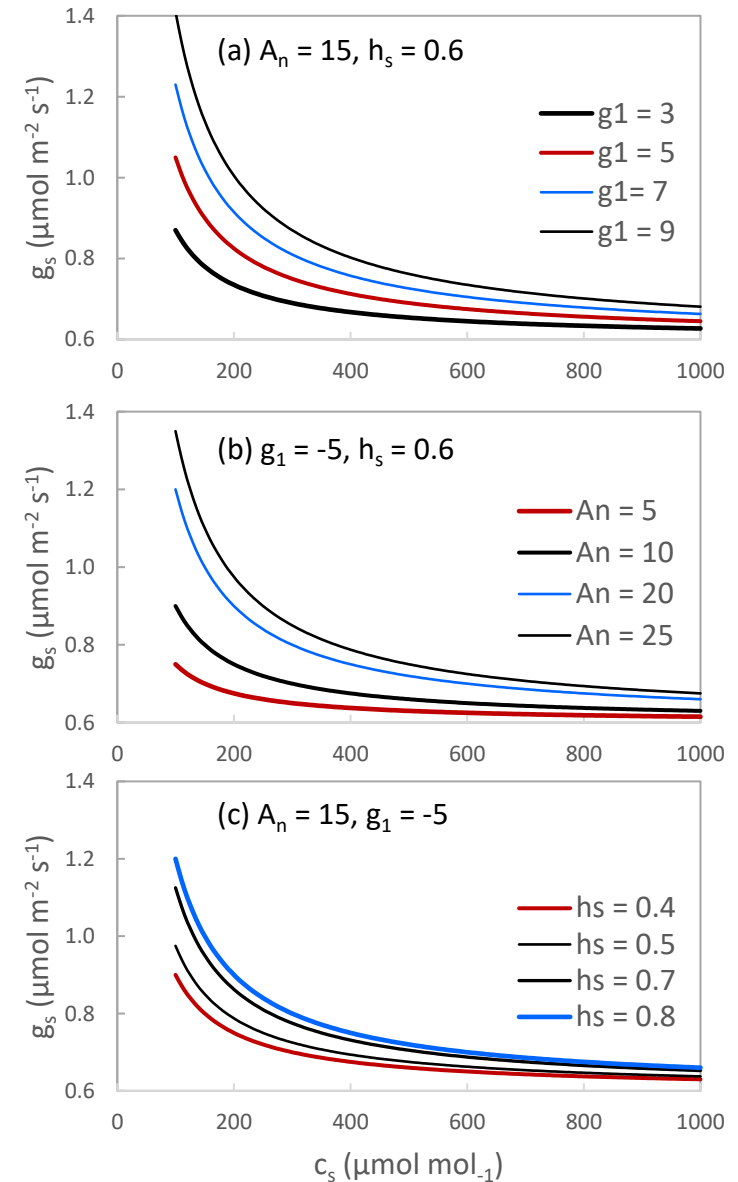 1.4
(a) Aₙ = 15, hₛ = 0.6
1.2
g1 = 3
g1 = 5
1.0
g1= 7
g1 = 9
gₛ (µmol m⁻² s⁻¹)
0.8
0.6
0 200 400 600 800 1000
1.4
(b) g₁ = -5, hₛ = 0.6
1.2
An = 5
An = 10
1.0
An = 20
An = 25
gₛ (µmol m⁻² s⁻¹)
0.8
0.6
0 200 400 600 800 1000
1.4
(c) Aₙ = 15, g₁ = -5
1.2
hs = 0.4
hs = 0.5
1.0
hs = 0.7
hs = 0.8
gₛ (µmol m⁻² s⁻¹)
0.8
0.6
0 200 400 600 800 1000
cₛ (µmol mol₋₁)